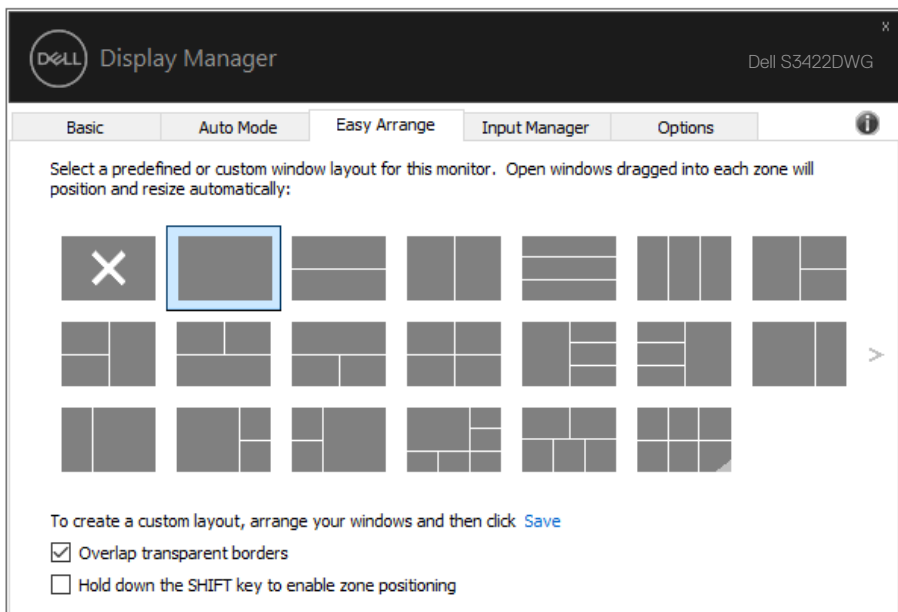 x
DELL Display Manager
Dell S3422DWG
Basic Auto Mode Easy Arrange Input Manager Options i
Select a predefined or custom window layout for this monitor. Open windows dragged into each zone will
position and resize automatically:
>
To create a custom layout, arrange your windows and then click Save
Overlap transparent borders
Hold down the SHIFT key to enable zone positioning